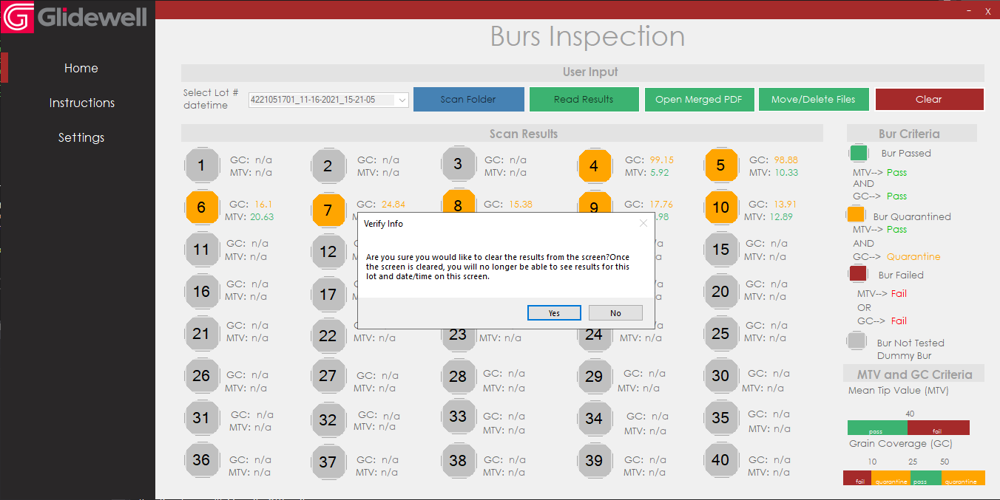 Glidewell
- X
Burs Inspection
Home
Instructions
Settings
User Input
Select Lot #
datetime
4221051701_11-16-2021_15-21-05
Scan Folder
Read Results
Open Merged PDF
Move/Delete Files
Clear
Scan Results
1 GC: n/a MTV: n/a
2 GC: n/a MTV: n/a
3 GC: n/a MTV: n/a
4 GC: 99.15 MTV: 5.92
5 GC: 98.88 MTV: 10.33
6 GC: 16.1 MTV: 20.63
7 GC: 24.84
8 GC: 15.38
9 GC: 17.76 .98
10 GC: 13.91 MTV: 12.89
11 GC: n/a MTV: n/a
12
15 GC: n/a MTV: n/a
16 GC: n/a MTV: n/a
17
20 GC: n/a MTV: n/a
21 GC: n/a MTV: n/a
22 MTV: n/a
23 MTV: n/a
24 MTV: n/a
25 GC: n/a MTV: n/a
26 GC: n/a MTV: n/a
27 GC: n/a MTV: n/a
28 GC: n/a MTV: n/a
29 GC: n/a MTV: n/a
30 GC: n/a MTV: n/a
31 GC: n/a MTV: n/a
32 GC: n/a MTV: n/a
33 GC: n/a MTV: n/a
34 GC: n/a MTV: n/a
35 GC: n/a MTV: n/a
36 GC: n/a MTV: n/a
37 GC: n/a MTV: n/a
38 GC: n/a MTV: n/a
39 GC: n/a MTV: n/a
40 GC: n/a MTV: n/a
Verify Info
Are you sure you would like to clear the results from the screen?Once
the screen is cleared, you will no longer be able to see results for this
lot and date/time on this screen.
Yes
No
Bur Criteria
Bur Passed
MTV--> Pass
AND
GC--> Pass
Bur Quarantined
MTV--> Pass
AND
GC--> Quarantine
Bur Failed
MTV--> Fail
OR
GC--> Fail
Bur Not Tested
Dummy Bur
MTV and GC Criteria
Mean Tip Value (MTV)
40
pass fail
Grain Coverage (GC)
10 25 50
fail quarantine pass quarantine